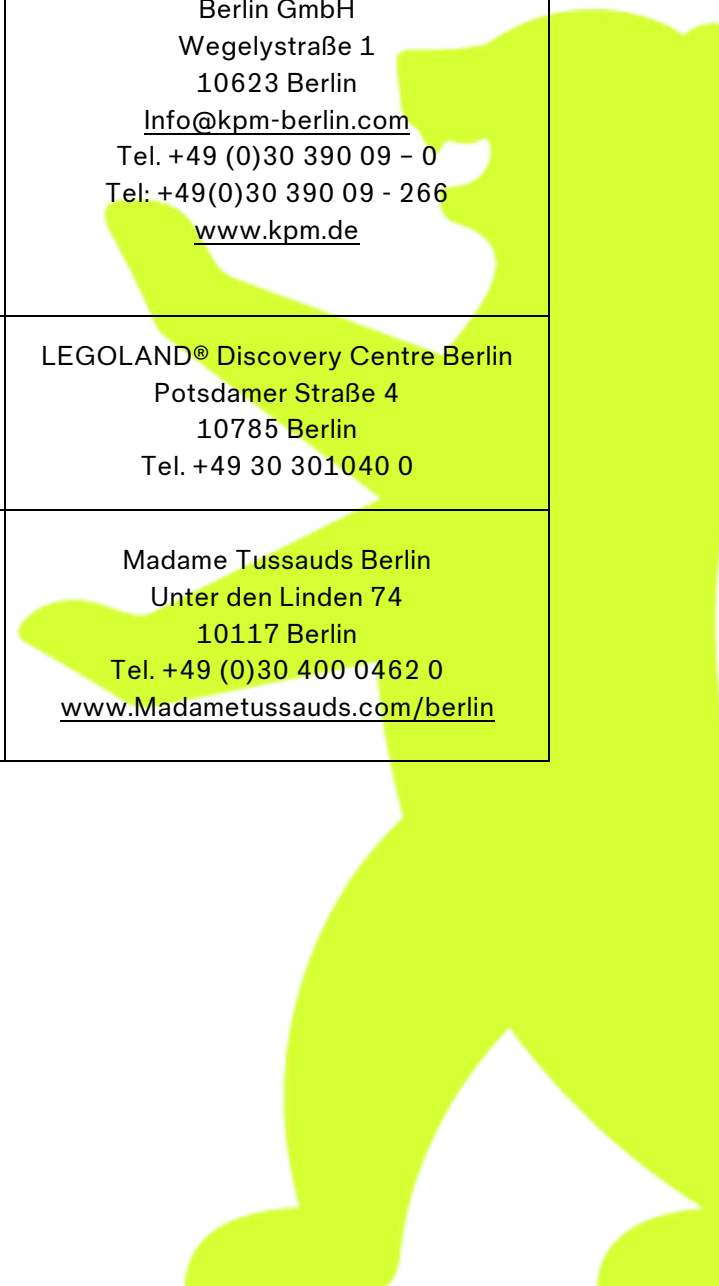 Berlin GmbH
Wegelystraße 1
10623 Berlin
Info@kpm-berlin.com
Tel. +49 (0)30 390 09 – 0
Tel: +49(0)30 390 09 - 266
www.kpm.de
LEGOLAND® Discovery Centre Berlin
Potsdamer Straße 4
10785 Berlin
Tel. +49 30 301040 0
Madame Tussauds Berlin
Unter den Linden 74
10117 Berlin
Tel. +49 (0)30 400 0462 0
www.Madametussauds.com/berlin